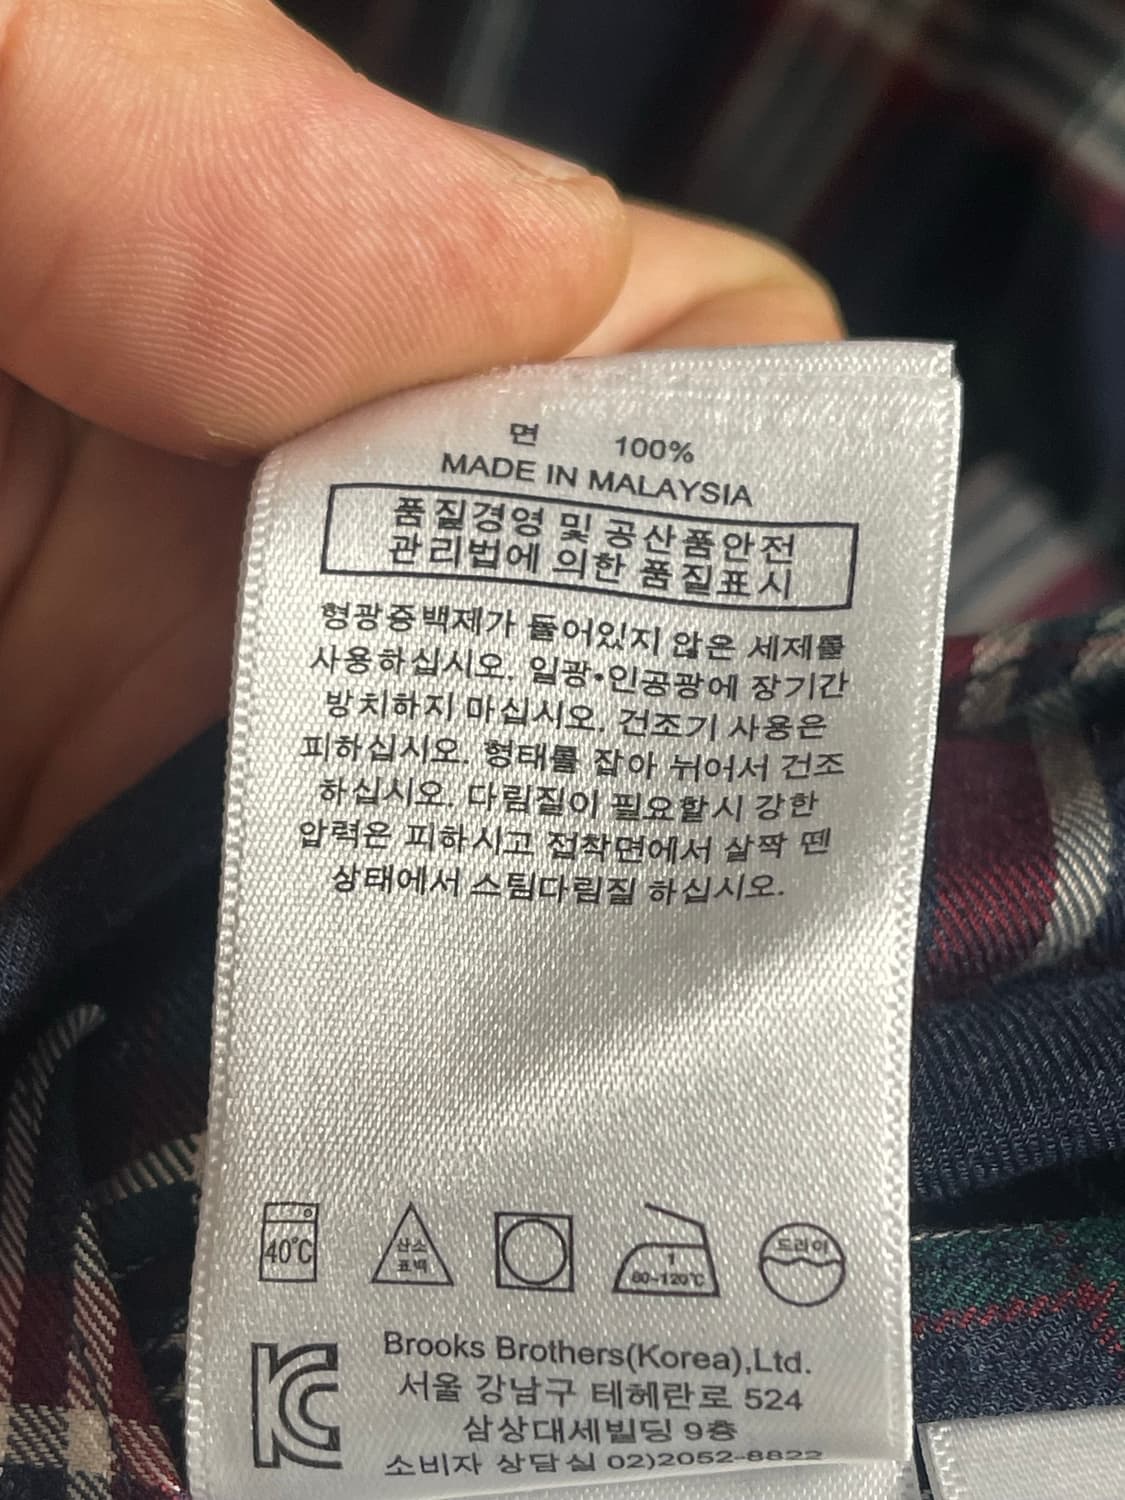 면 100%
MADE IN MALAYSIA
품질경영 및 공산품안전
관리법에 의한 품질표시
형광증백제가 들어있지 않은 세제를
사용하십시오. 일광•인공광에 장기간
방치하지 마십시오. 건조기 사용은
피하십시오. 형태를 잡아 뉘어서 건조
하십시오. 다림질이 필요할시 강한
압력은 피하시고 접착면에서 살짝 뗀
상태에서 스팀다림질 하십시오.
40℃
산소
표백
1
80~120℃
드라이
KC
Brooks Brothers(Korea),Ltd.
서울 강남구 테헤란로 524
삼상대세빌딩 9층
소비자 상담실 02)2052-8822